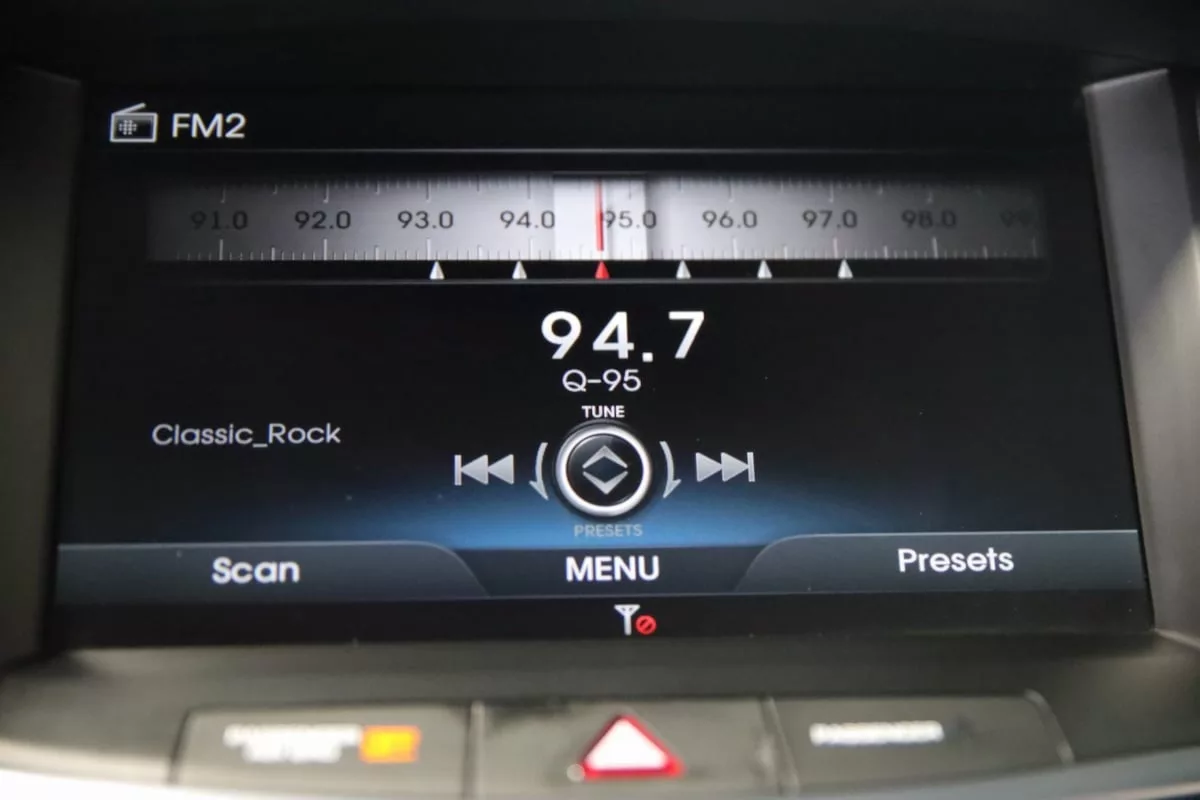 FM2
91.0 92.0 93.0 94.0 95.0 96.0 97.0 98.0
94.7
Q-95
TUNE
Classic_Rock
PRESETS
Scan MENU Presets
PASSENGER